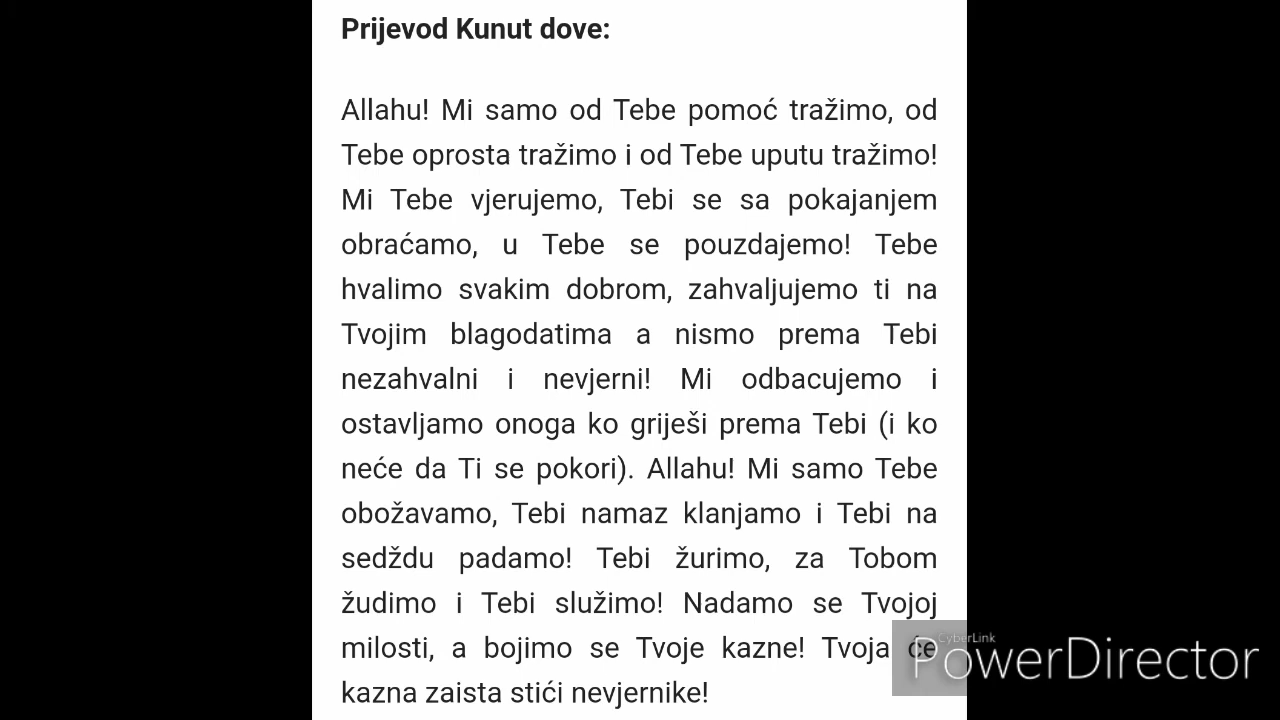 Prijevod Kunut dove:
Allahu! Mi samo od Tebe pomoć tražimo, od
Tebe oprosta tražimo i od Tebe uputu tražimo!
Mi Tebe vjerujemo, Tebi se sa pokajanjem
obraćamo, u Tebe se pouzdajemo! Tebe
hvalimo svakim dobrom, zahvaljujemo ti na
Tvojim blagodatima a nismo prema Tebi
nezahvalni i nevjerni! Mi odbacujemo i
ostavljamo onoga ko griješi prema Tebi (i ko
neće da Ti se pokori). Allahu! Mi samo Tebe
obožavamo, Tebi namaz klanjamo i Tebi na
sedždu padamo! Tebi žurimo, za Tobom
žudimo i Tebi služimo! Nadamo se Tvojoj
milosti, a bojimo se Tvoje kazne! Tvoja će
kazna zaista stići nevjernike!
CyberLink
PowerDirector